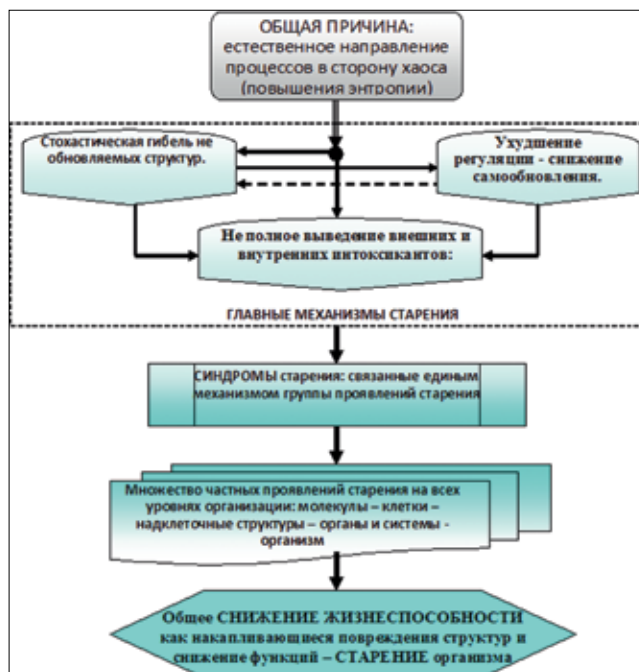 ОБЩАЯ ПРИЧИНА:
естественное направление
процессов в сторону хаоса
(повышения энтропии)
Стохастическая гибель не
обновляемых структур.
Ухудшение
регуляции - снижение
самообновления.
Не полное выведение внешних и
внутренних интоксикантов:
ГЛАВНЫЕ МЕХАНИЗМЫ СТАРЕНИЯ
СИНДРОМЫ старения: связанные единым
механизмом группы проявлений старения
Множество частных проявлений старения на всех
уровнях организации: молекулы – клетки –
надклеточные структуры – органы и системы -
организм
Общее СНИЖЕНИЕ ЖИЗНЕСПОСОБНОСТИ
как накапливающиеся повреждения структур и
снижение функций – СТАРЕНИЕ организма